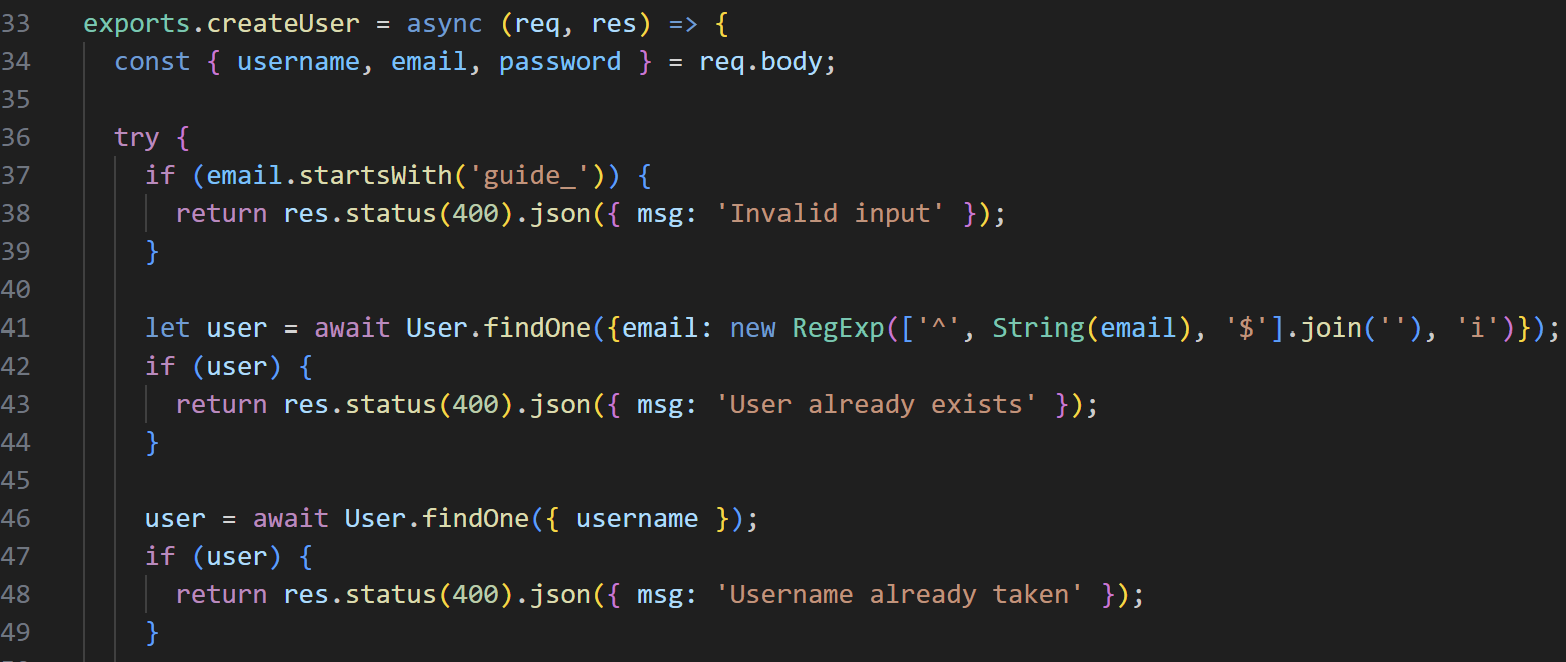 33 exports.createUser = async (req, res) => {
34 const { username, email, password } = req.body;
35
36 try {
37 if (email.startsWith('guide_')) {
38 return res.status(400).json({ msg: 'Invalid input' });
39 }
40
41 let user = await User.findOne({email: new RegExp(['^', String(email), '$'].join(''), 'i')});
42 if (user) {
43 return res.status(400).json({ msg: 'User already exists' });
44 }
45
46 user = await User.findOne({ username });
47 if (user) {
48 return res.status(400).json({ msg: 'Username already taken' });
49 }